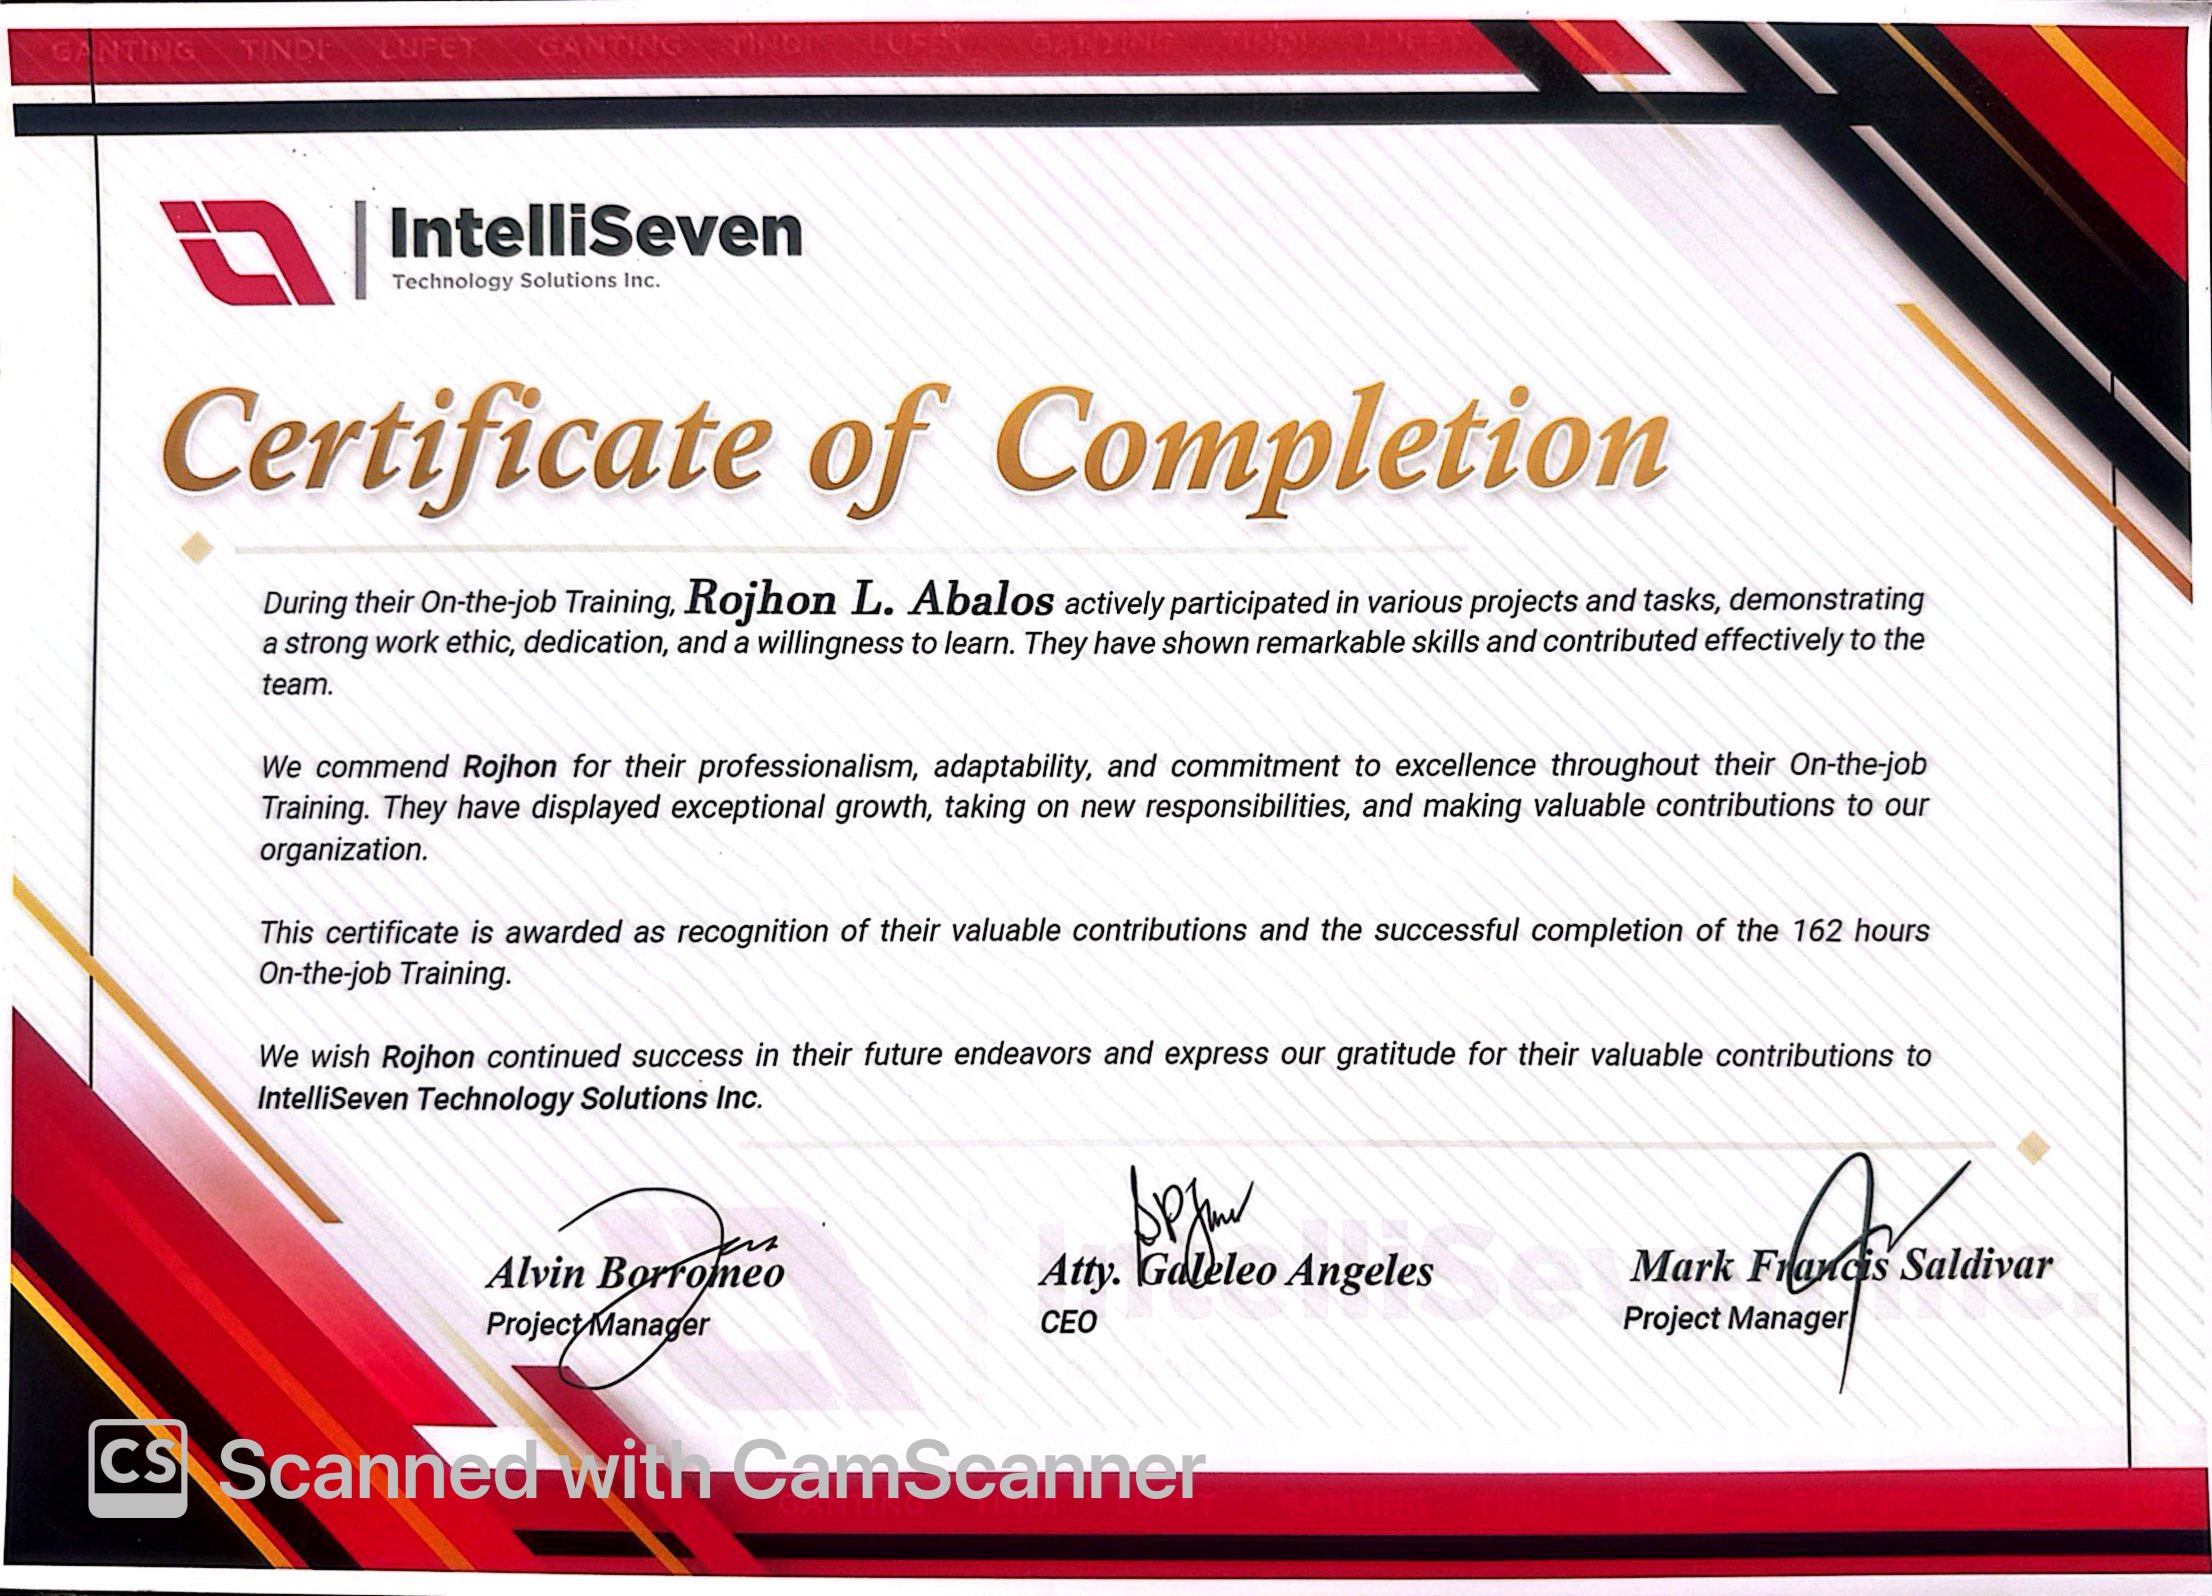 GANTING TINDI LUPET GANTING TINDI LUPET GANTING TINDI LUPET
IntelliSeven
Technology Solutions Inc.
Certificate of Completion
During their On-the-job Training, Rojhon L. Abalos actively participated in various projects and tasks, demonstrating
a strong work ethic, dedication, and a willingness to learn. They have shown remarkable skills and contributed effectively to the
team.
We commend Rojhon for their professionalism, adaptability, and commitment to excellence throughout their On-the-job
Training. They have displayed exceptional growth, taking on new responsibilities, and making valuable contributions to our
organization.
This certificate is awarded as recognition of their valuable contributions and the successful completion of the 162 hours
On-the-job Training.
We wish Rojhon continued success in their future endeavors and express our gratitude for their valuable contributions to
IntelliSeven Technology Solutions Inc.
IntelliSeven Inc.
Alvin Borromeo
Project Manager
Atty. Galeleo Angeles
CEO
Mark Francis Saldivar
Project Manager
CS Scanned with CamScanner
GANTING TINDI LUPET GANTING TINDI LUPET